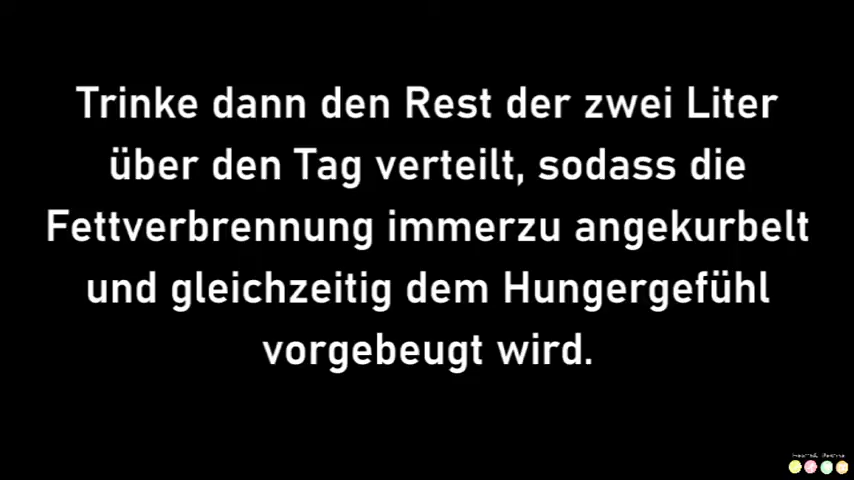 Trinke dann den Rest der zwei Liter
über den Tag verteilt, sodass die
Fettverbrennung immerzu angekurbelt
und gleichzeitig dem Hungergefühl
vorgebeugt wird.